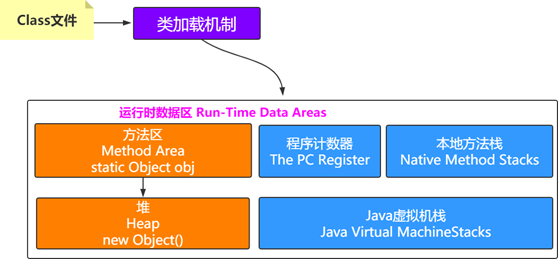 Class文件
类加载机制
运行时数据区 Run-Time Data Areas
方法区
Method Area
static Object obj
程序计数器
The PC Register
本地方法栈
Native Method Stacks
堆
Heap
new Object()
Java虚拟机栈
Java Virtual MachineStacks